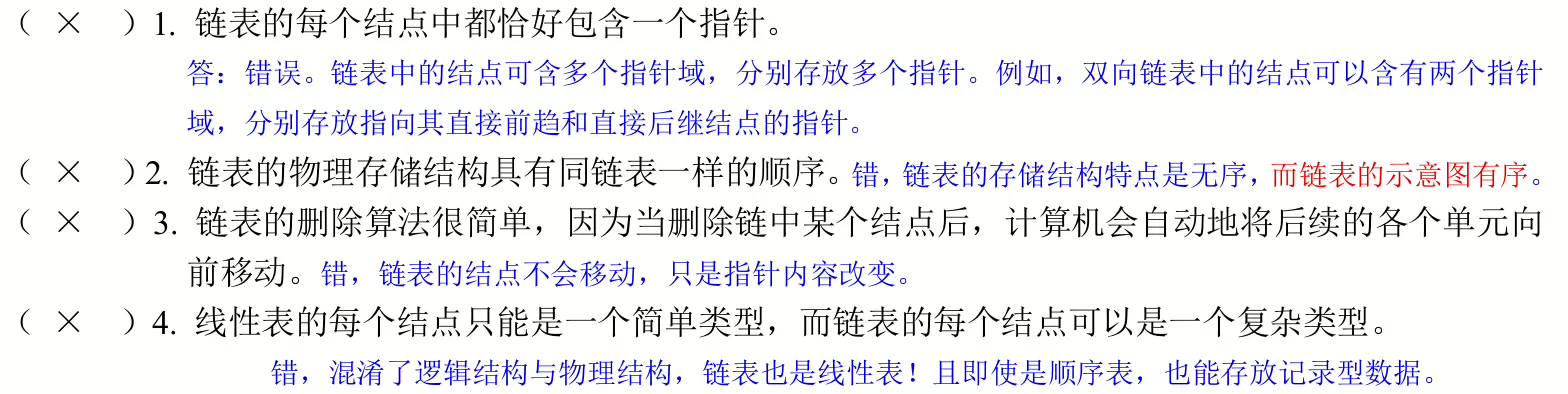 （ × ）1. 链表的每个结点中都恰好包含一个指针。
答：错误。链表中的结点可含多个指针域，分别存放多个指针。例如，双向链表中的结点可以含有两个指针
域，分别存放指向其直接前趋和直接后继结点的指针。
（ × ）2. 链表的物理存储结构具有同链表一样的顺序。错，链表的存储结构特点是无序，而链表的示意图有序。
（ × ）3. 链表的删除算法很简单，因为当删除链中某个结点后，计算机会自动地将后续的各个单元向
前移动。错，链表的结点不会移动，只是指针内容改变。
（ × ）4. 线性表的每个结点只能是一个简单类型，而链表的每个结点可以是一个复杂类型。
错，混淆了逻辑结构与物理结构，链表也是线性表！且即使是顺序表，也能存放记录型数据。